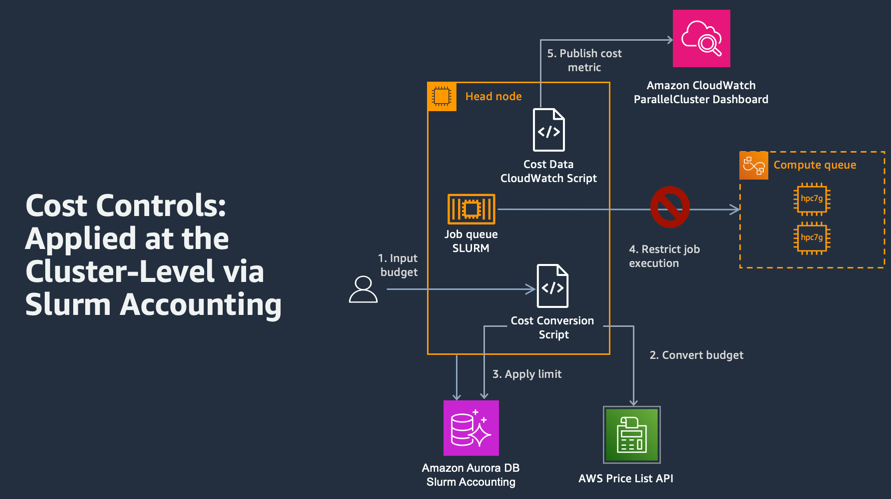 Cost Controls:
Applied at the
Cluster-Level via
Slurm Accounting
5. Publish cost
metric
Amazon CloudWatch
ParallelCluster Dashboard
Head node
Cost Data
CloudWatch Script
Compute queue
hpc7g
hpc7g
Job queue
SLURM
4. Restrict job
execution
1. Input
budget
Cost Conversion
Script
2. Convert budget
3. Apply limit
Amazon Aurora DB
Slurm Accounting
AWS Price List API